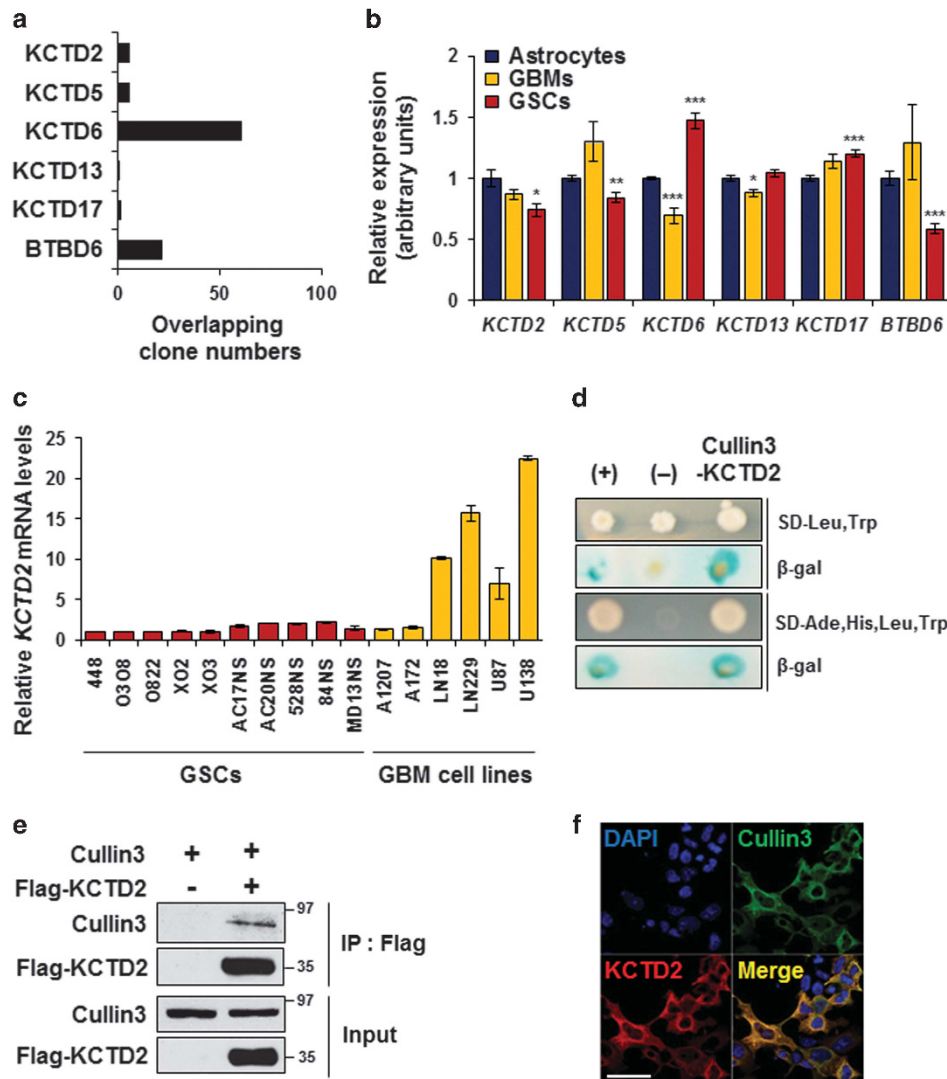 a
KCTD2
KCTD5
KCTD6
KCTD13
KCTD17
BTBD6
0 50 100
Overlapping
clone numbers
b
Relative expression
(arbitrary units)
2
1.5
1
0.5
0
Astrocytes
GBMs
GSCs
* ** *** *** * *** ***
KCTD2 KCTD5 KCTD6 KCTD13 KCTD17 BTBD6
c
Relative KCTD2 mRNA levels
25
20
15
10
5
0
448 O3O8 O822 XO2 XO3 AC17NS AC20NS 528NS 84NS MD13NS A1207 A172 LN18 LN229 U87 U138
GSCs GBM cell lines
d
Cullin3
(+) (–) -KCTD2
SD-Leu,Trp
β-gal
SD-Ade,His,Leu,Trp
β-gal
e
Cullin3 + +
Flag-KCTD2 - +
Cullin3 97
Flag-KCTD2 35
IP : Flag
Cullin3 97
Flag-KCTD2 35
Input
f
DAPI Cullin3
KCTD2 Merge